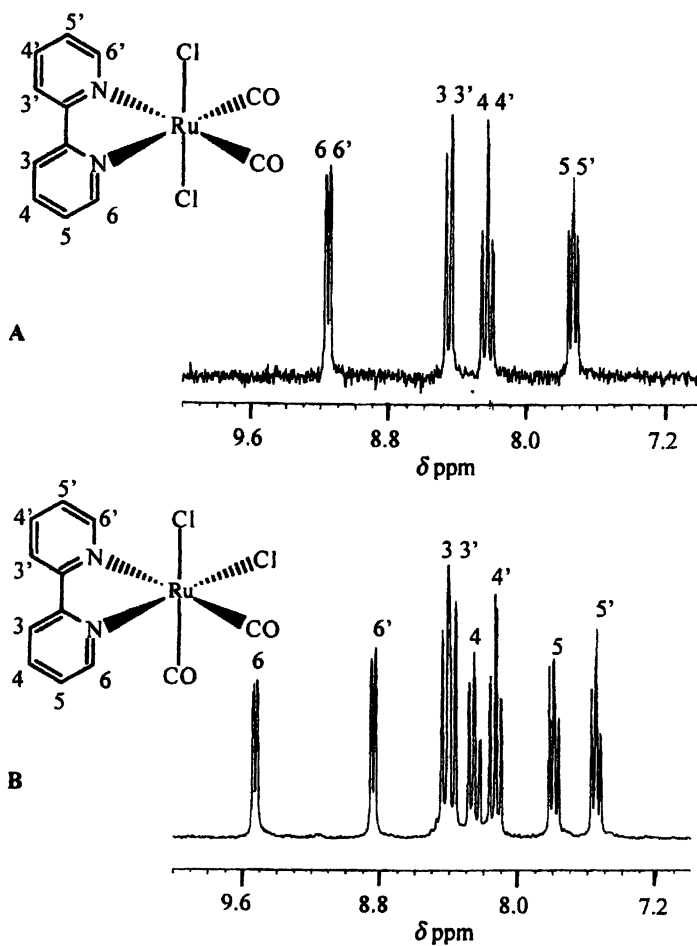 5'
4' 6'
Cl
3' N CO
Ru
3 N CO
4 6
5
Cl
6 6'
3 3'
4 4'
5 5'
A
9.6 8.8 8.0 7.2
δ ppm
5'
4' 6'
Cl
3' N Cl
Ru
3 N CO
4 6
5
CO
6
6'
3 3'
4
4'
5
5'
B
9.6 8.8 8.0 7.2
δ ppm